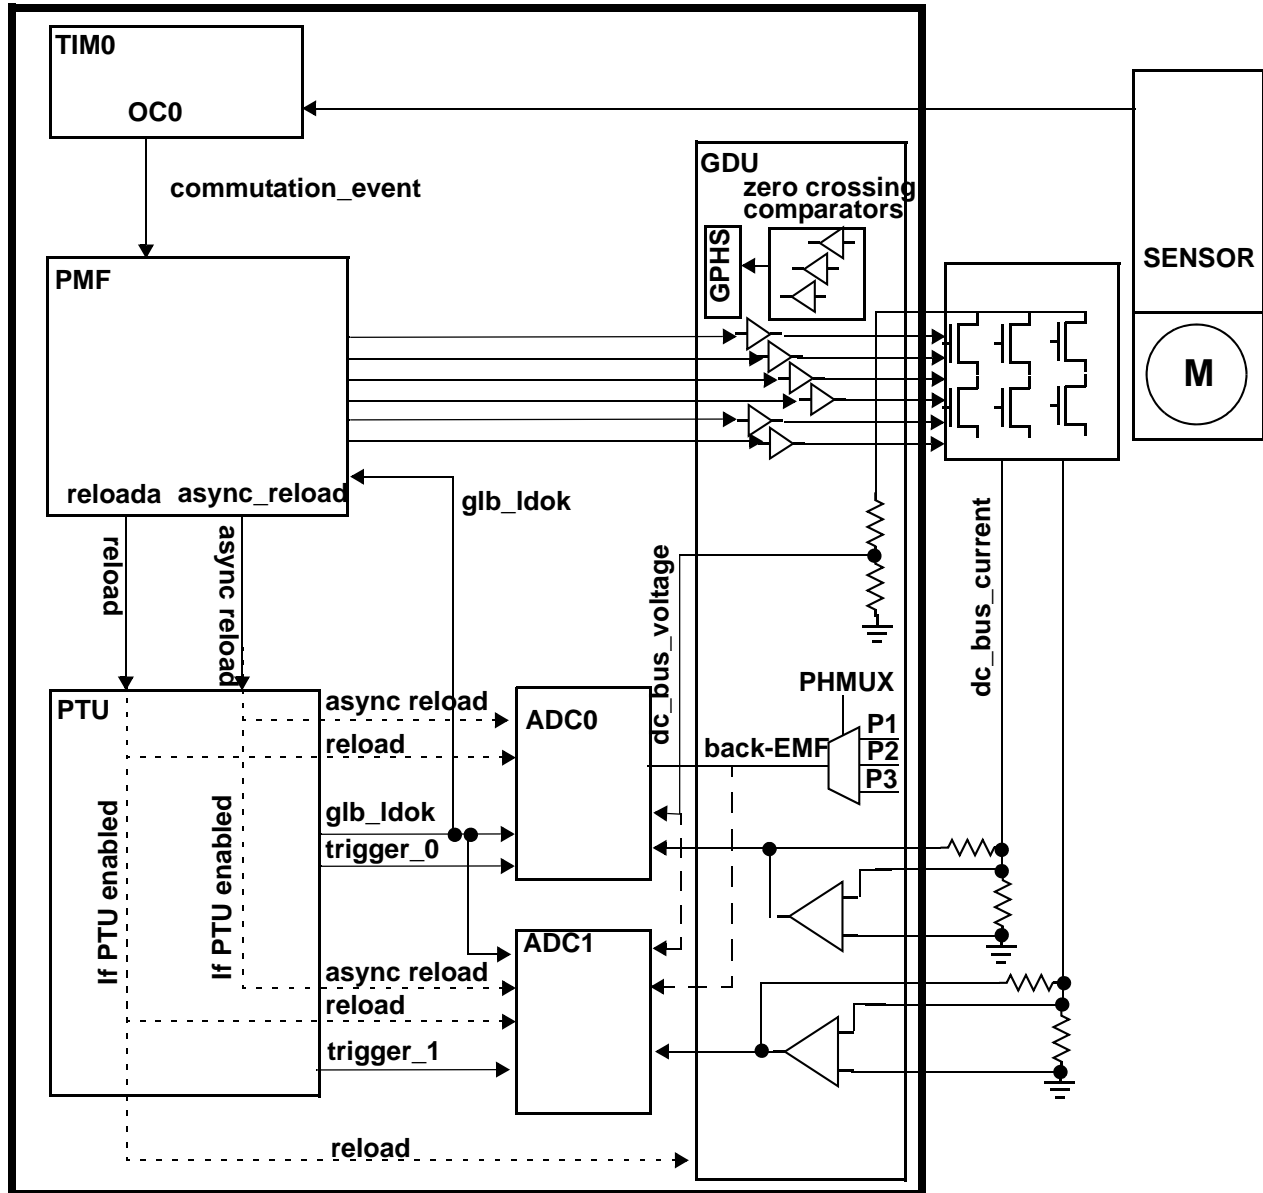 TIM0
OC0
commutation_event
GDU
zero crossing
comparators
GPHS
SENSOR
M
PMF
reloada
async_reload
glb_ldok
reload
async reload
dc_bus_voltage
dc_bus_current
PTU
async reload
reload
ADC0
PHMUX
P1
back-EMF
P2
P3
glb_ldok
trigger_0
If PTU enabled
If PTU enabled
ADC1
async reload
reload
trigger_1
reload